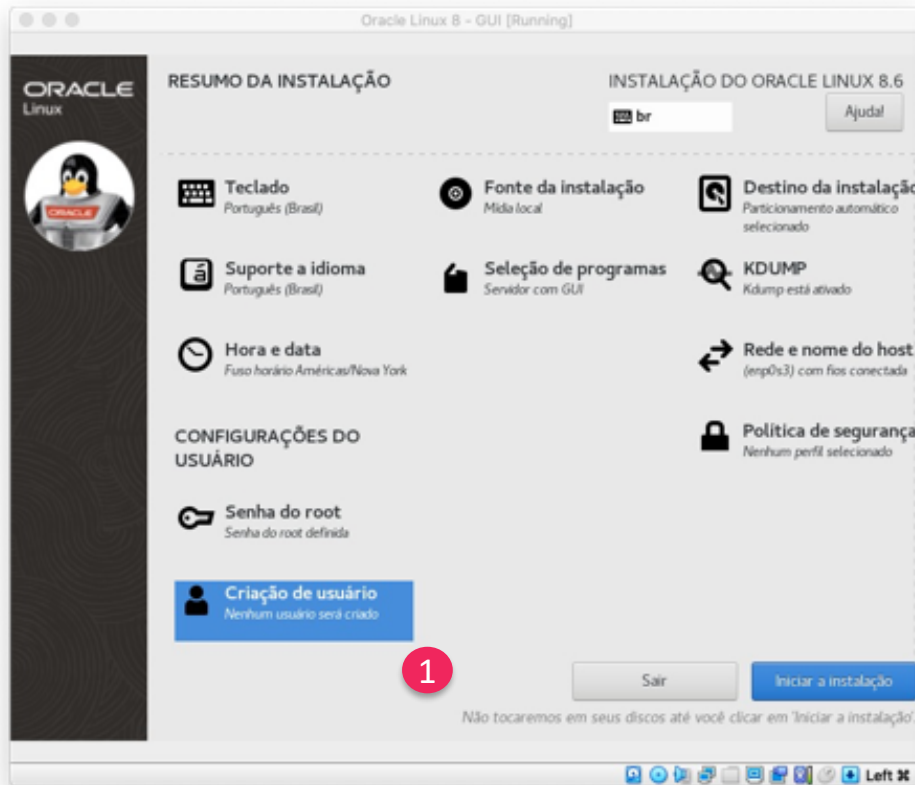 Oracle Linux 8 - GUI [Running]
ORACLE
Linux
ORACLE
RESUMO DA INSTALAÇÃO
INSTALAÇÃO DO ORACLE LINUX 8.6
br
Ajuda!
Teclado
Português (Brasil)
Suporte a idioma
Português (Brasil)
Hora e data
Fuso horário Américas/Nova York
Fonte da instalação
Mídia local
Seleção de programas
Servidor com GUI
Destino da instalação
Particionamento automático
selecionado
KDUMP
Kdump está ativado
Rede e nome do host
(enp0s3) com fios conectada
Política de segurança
Nenhum perfil selecionado
CONFIGURAÇÕES DO
USUÁRIO
Senha do root
Senha do root definida
Criação de usuário
Nenhum usuário será criado
1
Sair
Iniciar a instalação
Não tocaremos em seus discos até você clicar em 'Iniciar a instalação'.
Left ⌘